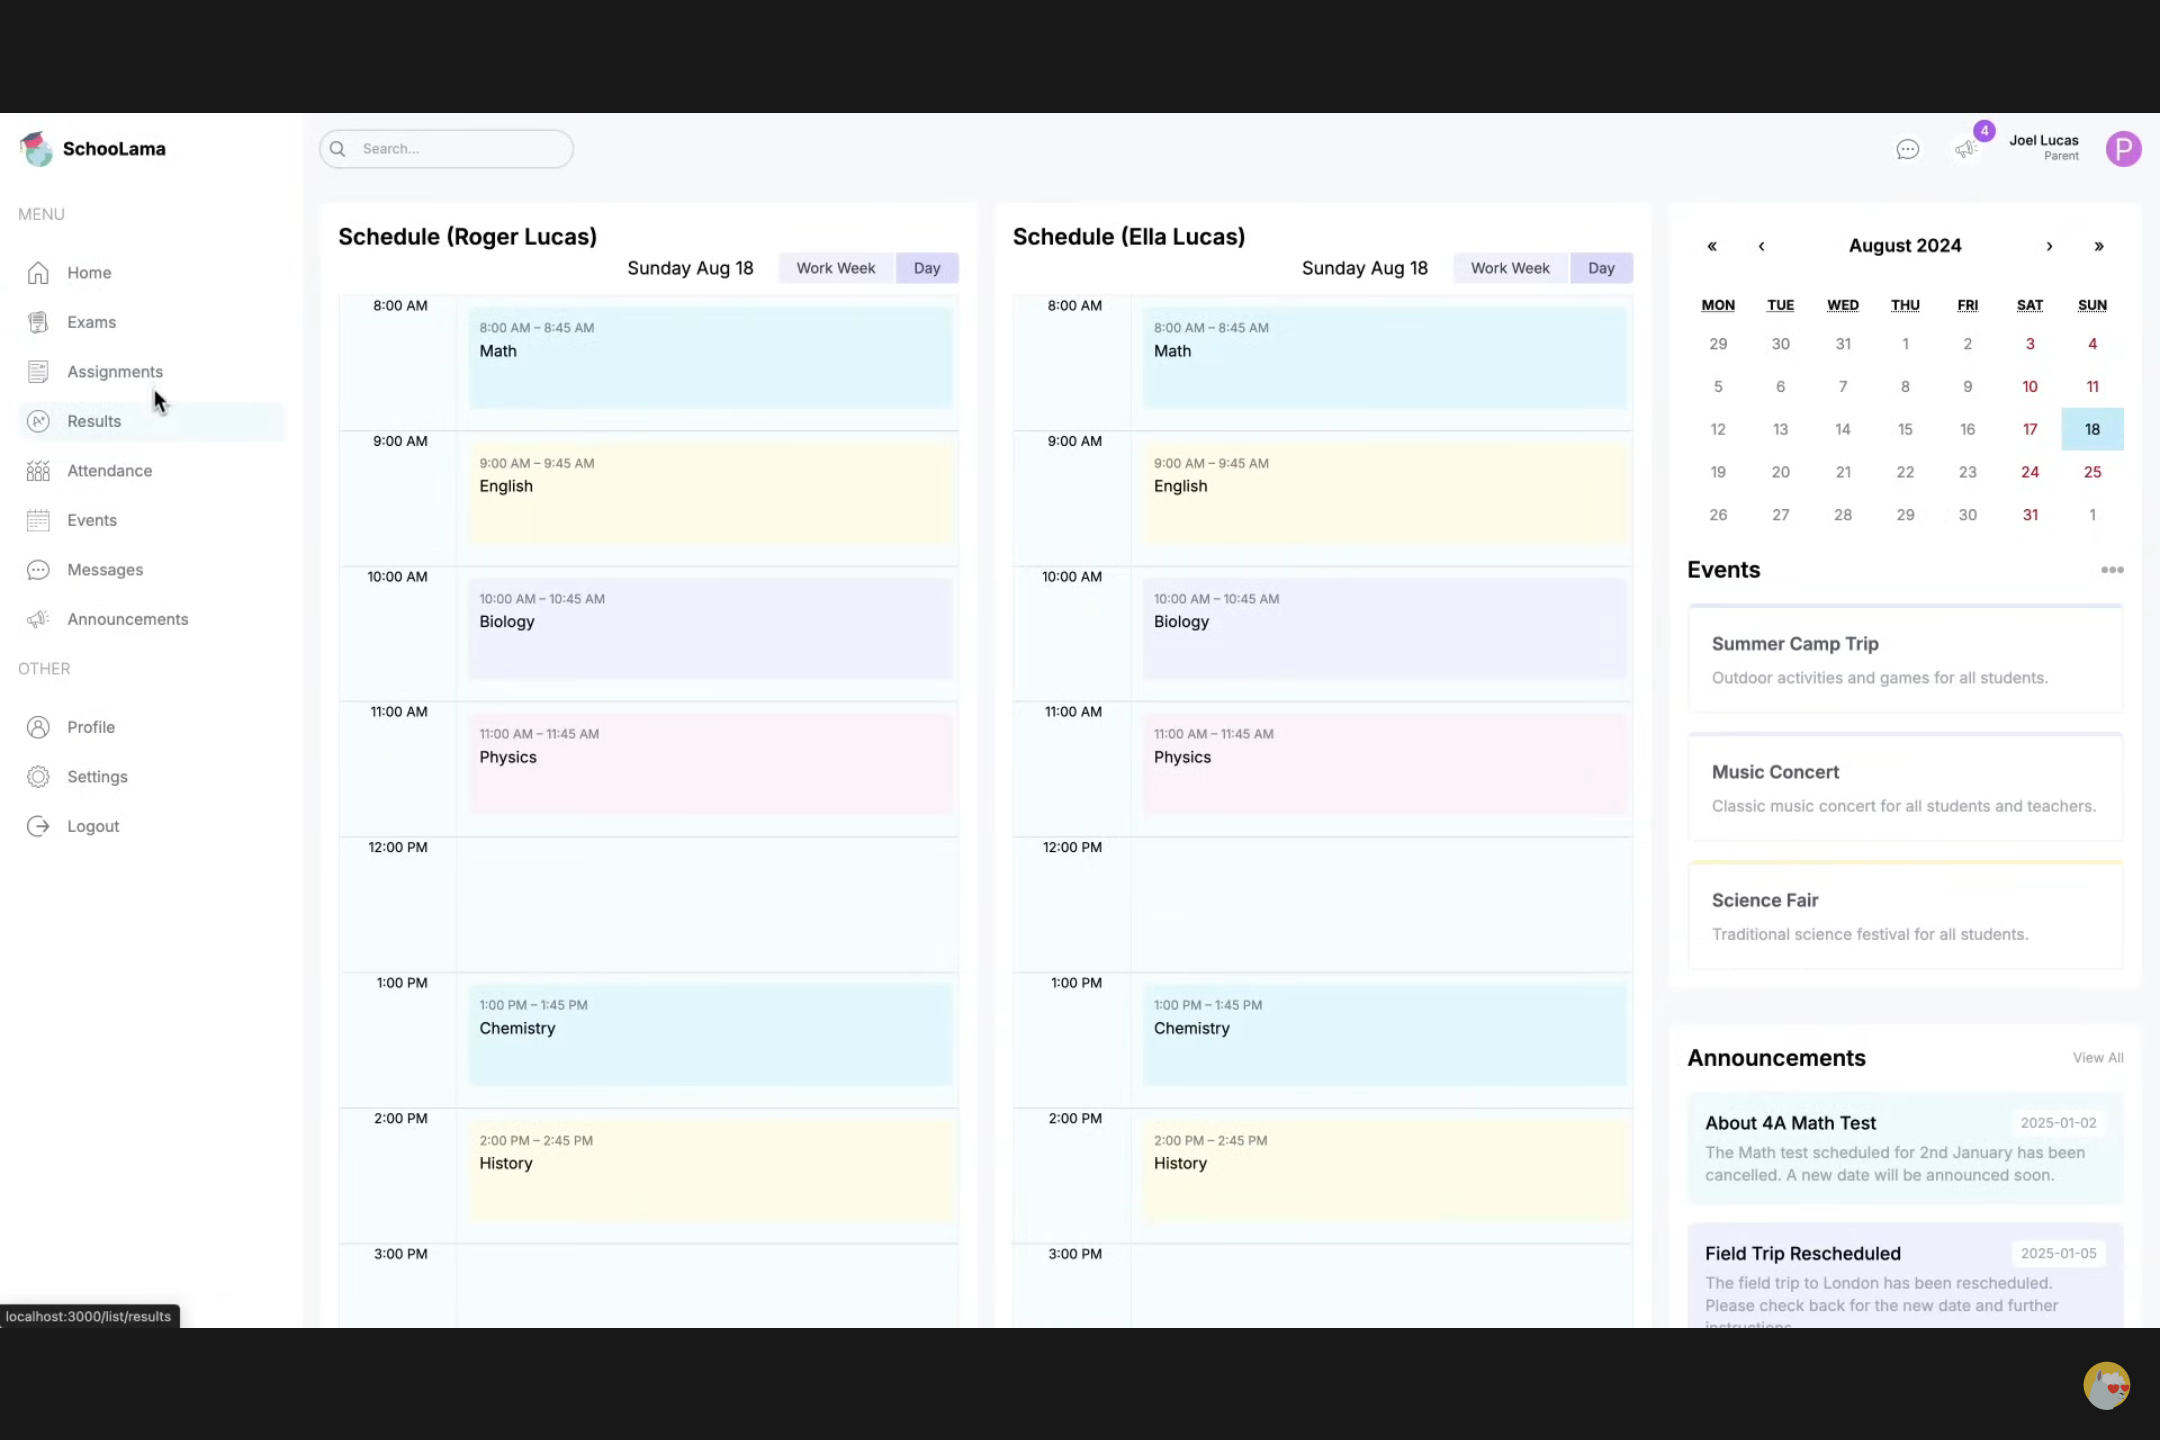 SchooLama
Search...
4
Joel Lucas
Parent
P
MENU
Home
Exams
Assignments
Results
Attendance
Events
Messages
Announcements
OTHER
Profile
Settings
Logout
Schedule (Roger Lucas)
Sunday Aug 18
Work Week
Day
8:00 AM
8:00 AM – 8:45 AM
Math
9:00 AM
9:00 AM – 9:45 AM
English
10:00 AM
10:00 AM – 10:45 AM
Biology
11:00 AM
11:00 AM – 11:45 AM
Physics
12:00 PM
1:00 PM
1:00 PM – 1:45 PM
Chemistry
2:00 PM
2:00 PM – 2:45 PM
History
3:00 PM
Schedule (Ella Lucas)
Sunday Aug 18
Work Week
Day
8:00 AM
8:00 AM – 8:45 AM
Math
9:00 AM
9:00 AM – 9:45 AM
English
10:00 AM
10:00 AM – 10:45 AM
Biology
11:00 AM
11:00 AM – 11:45 AM
Physics
12:00 PM
1:00 PM
1:00 PM – 1:45 PM
Chemistry
2:00 PM
2:00 PM – 2:45 PM
History
3:00 PM
« ‹ August 2024 › »
MON TUE WED THU FRI SAT SUN
29 30 31 1 2 3 4
5 6 7 8 9 10 11
12 13 14 15 16 17 18
19 20 21 22 23 24 25
26 27 28 29 30 31 1
Events
Summer Camp Trip
Outdoor activities and games for all students.
Music Concert
Classic music concert for all students and teachers.
Science Fair
Traditional science festival for all students.
Announcements
View All
About 4A Math Test
2025-01-02
The Math test scheduled for 2nd January has been
cancelled. A new date will be announced soon.
Field Trip Rescheduled
2025-01-05
The field trip to London has been rescheduled.
Please check back for the new date and further
instructions.
localhost:3000/list/results